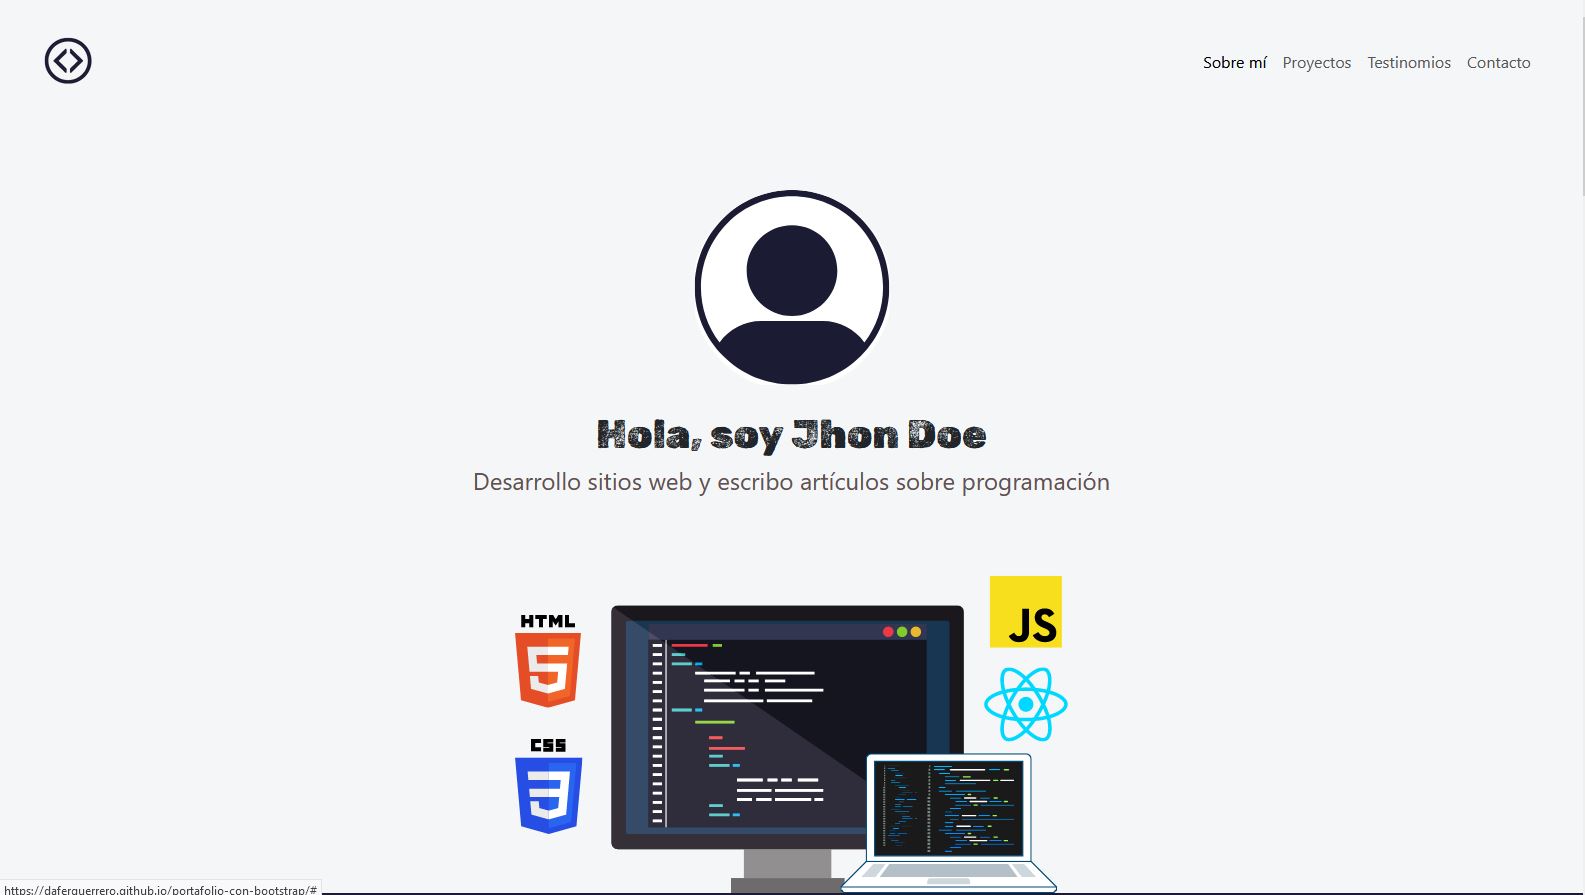 Sobre mí Proyectos Testinomios Contacto
Hola, soy Jhon Doe
Desarrollo sitios web y escribo artículos sobre programación
JS
HTML
5
CSS
3
https://daferguerrero.github.io/portafolio-con-bootstrap/#